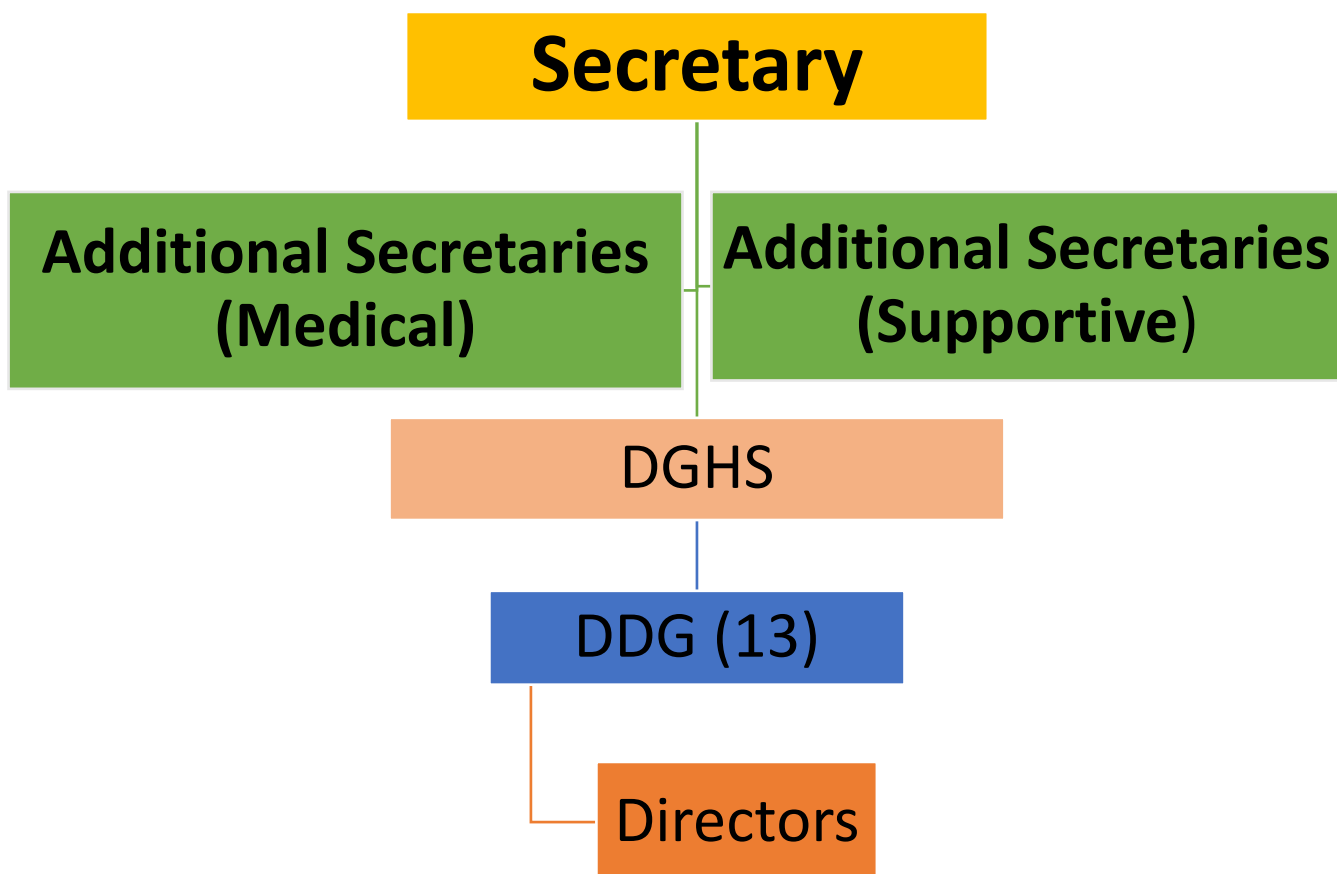 Secretary
Additional Secretaries
(Medical)
Additional Secretaries
(Supportive)
DGHS
DDG (13)
Directors